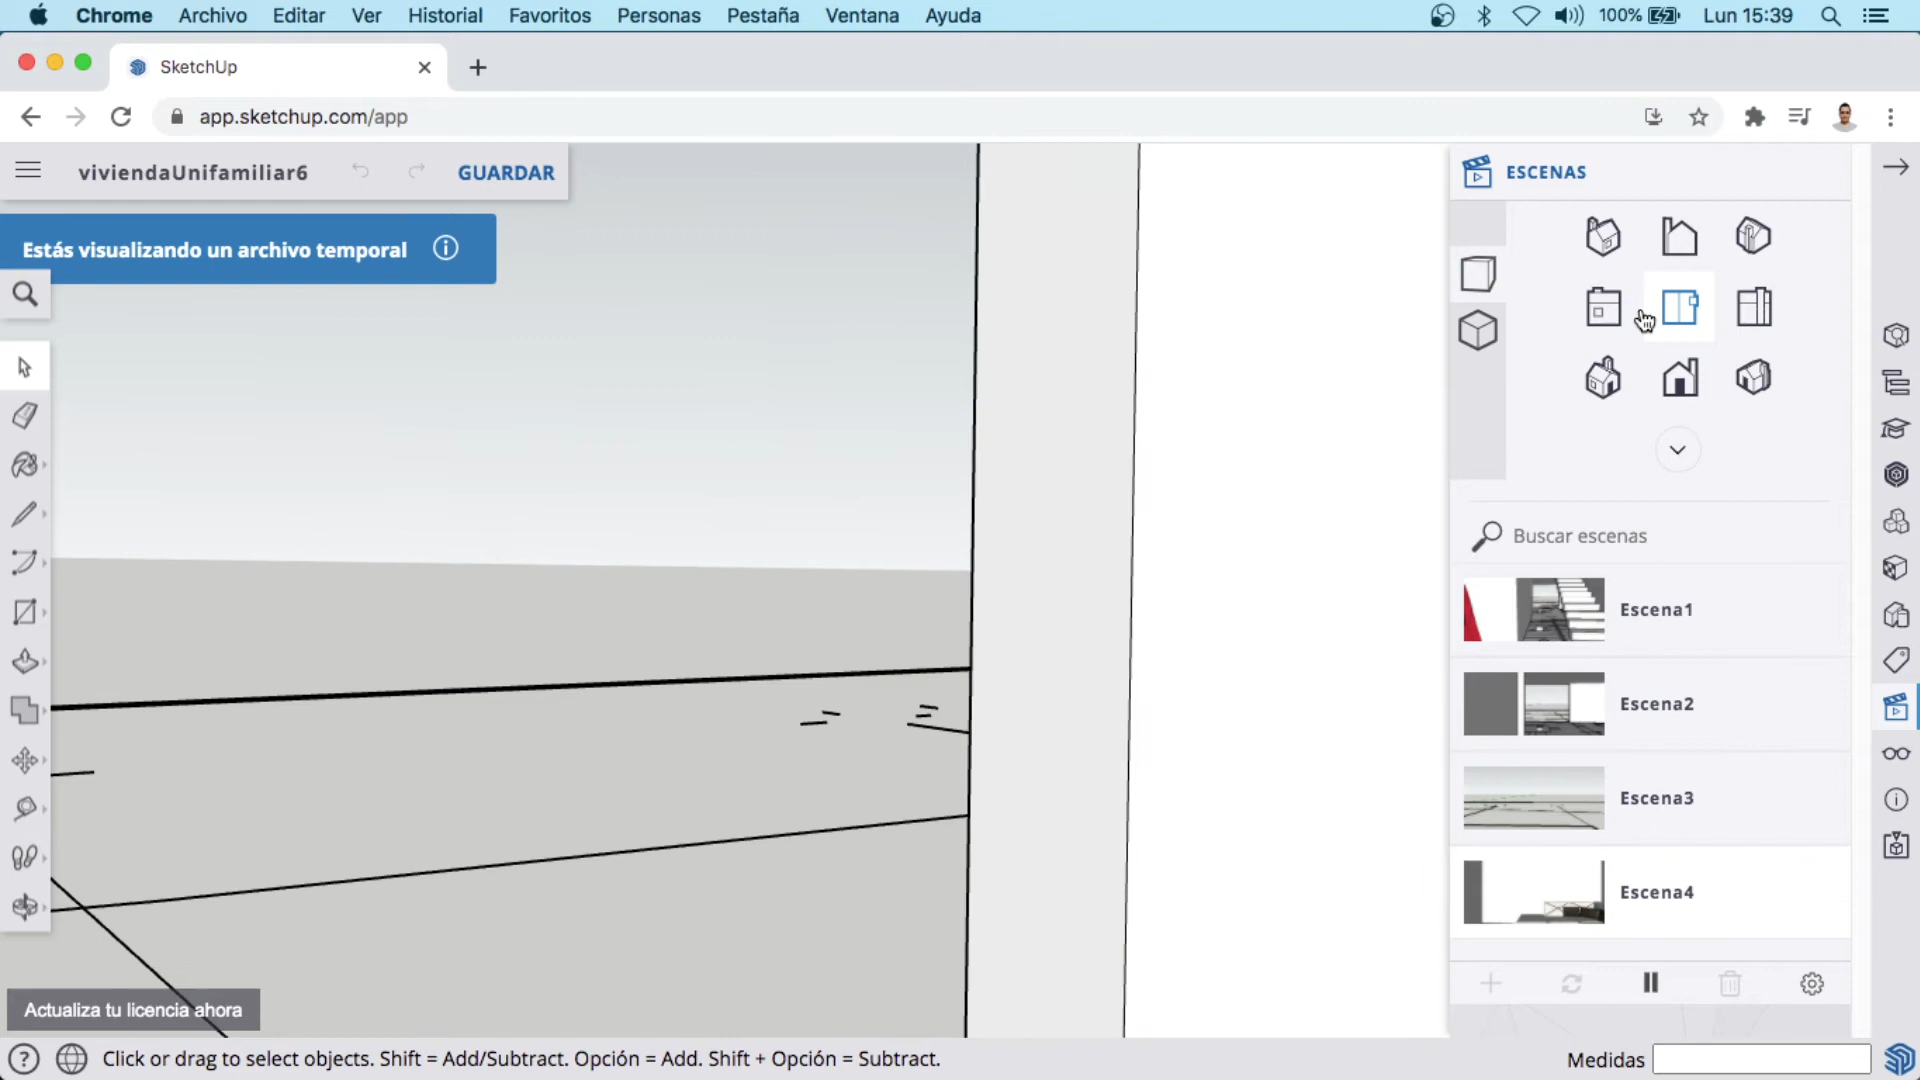 Chrome Archivo Editar Ver Historial Favoritos Personas Pestaña Ventana Ayuda 100% Lun 15:39
SketchUp
app.sketchup.com/app
viviendaUnifamiliar6 GUARDAR
ESCENAS
Estás visualizando un archivo temporal
Buscar escenas
Escena1
Escena2
Escena3
Escena4
Actualiza tu licencia ahora
Click or drag to select objects. Shift = Add/Subtract. Opción = Add. Shift + Opción = Subtract. Medidas